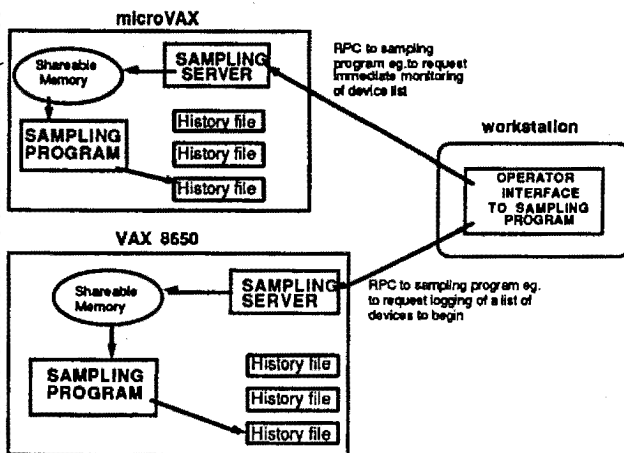 microVAX
SAMPLING
SERVER
Shareable
Memory
SAMPLING
PROGRAM
History file
History file
History file
RPC to sampling
program eg.to request
immediate monitoring
of device list
workstation
OPERATOR
INTERFACE
TO SAMPLING
PROGRAM
VAX 8650
SAMPLING
SERVER
Shareable
Memory
SAMPLING
PROGRAM
History file
History file
History file
RPC to sampling program eg.
to request logging of a list of
devices to begin